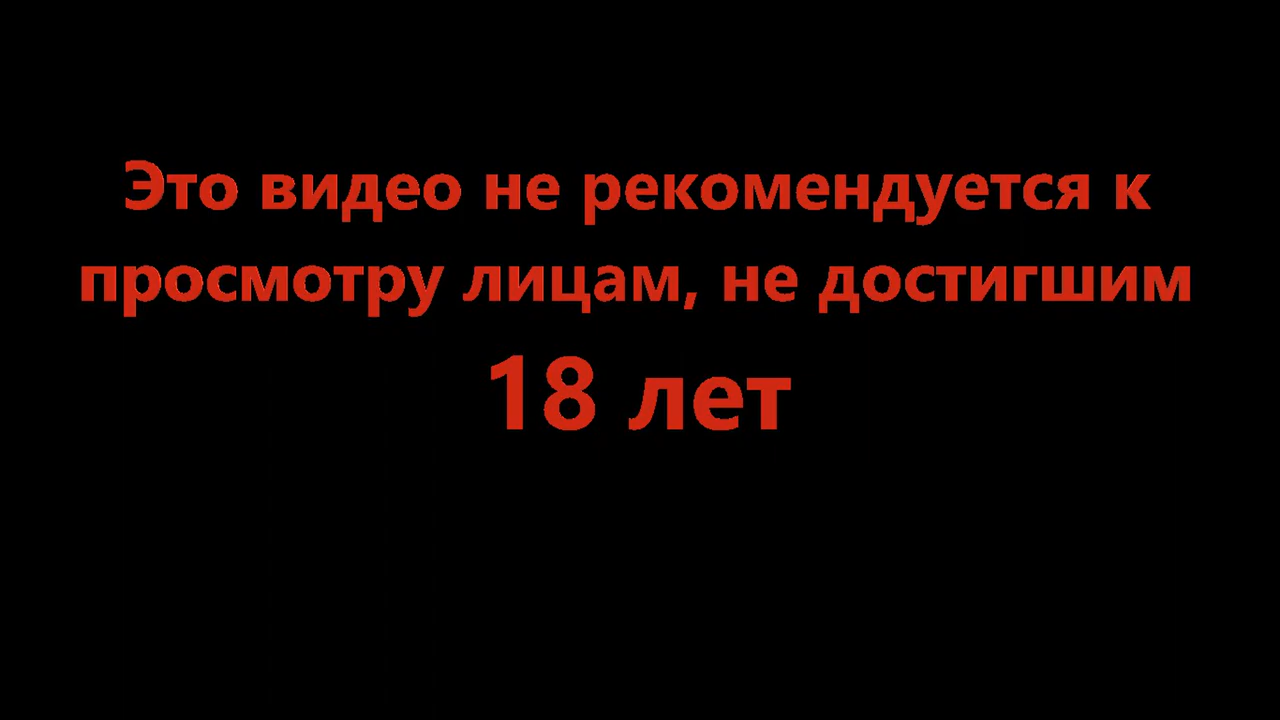 Это видео не рекомендуется к
просмотру лицам, не достигшим
18 лет